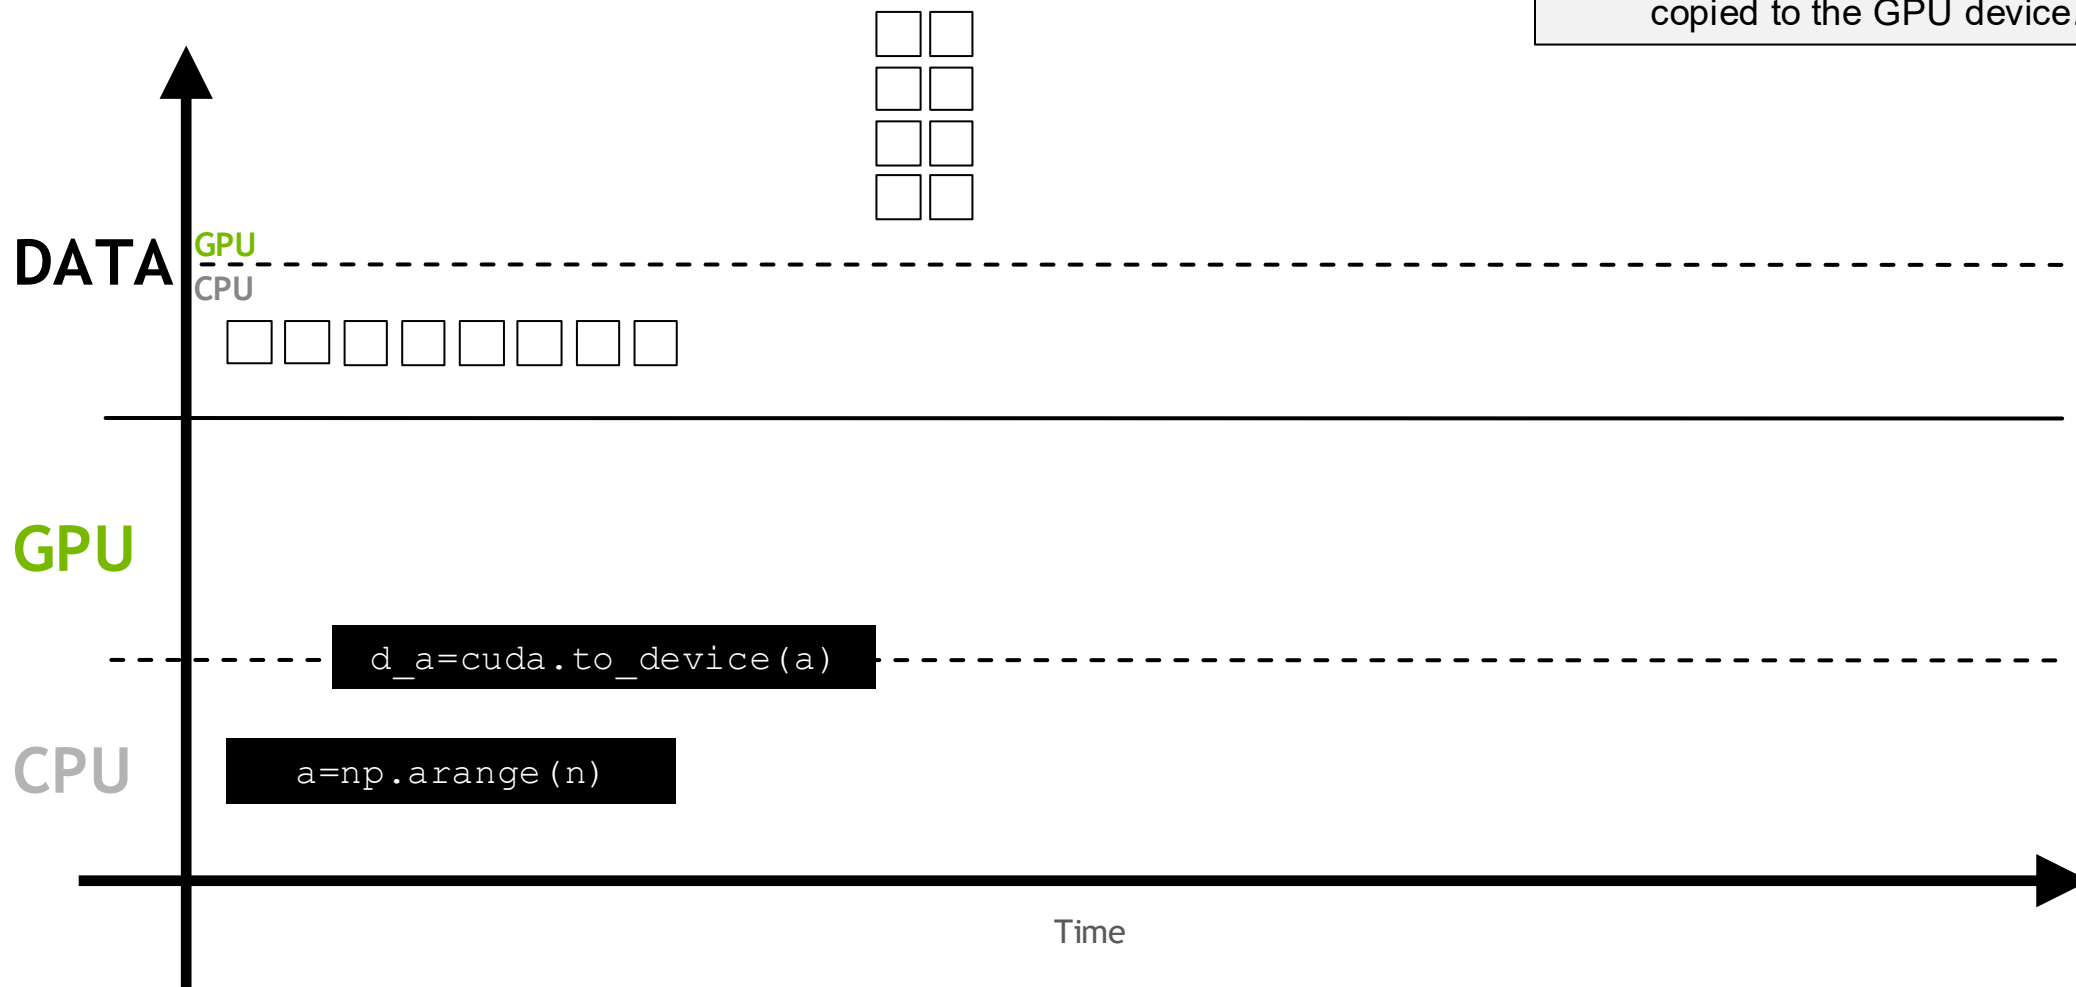 copied to the GPU device.
GPU
DATA
CPU
GPU
d_a=cuda.to_device(a)
CPU
a=np.arange(n)
Time